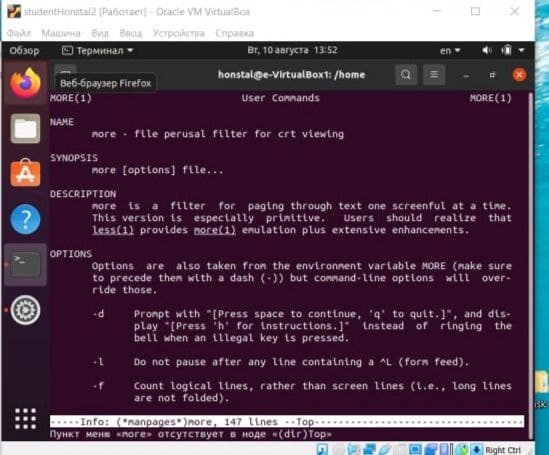 studentHonstal2 [Работает] - Oracle VM VirtualBox
Файл Машина Вид Ввод Устройства Справка
Обзор Терминал Вт, 10 августа 13:52 en
honstal@e-VirtualBox1: /home
Веб-браузер Firefox
MORE(1) User Commands MORE(1)
NAME
more - file perusal filter for crt viewing
SYNOPSIS
more [options] file...
DESCRIPTION
more is a filter for paging through text one screenful at a time.
This version is especially primitive. Users should realize that
less(1) provides more(1) emulation plus extensive enhancements.
OPTIONS
Options are also taken from the environment variable MORE (make sure
to precede them with a dash (-)) but command-line options will over-
ride those.
-d Prompt with "[Press space to continue, 'q' to quit.]", and dis-
play "[Press 'h' for instructions.]" instead of ringing the
bell when an illegal key is pressed.
-l Do not pause after any line containing a ^L (form feed).
-f Count logical lines, rather than screen lines (i.e., long lines
are not folded).
-----Info: (*manpages*)more, 147 lines --Top-----------------------------------
Пункт меню «more» отсутствует в ноде «(dir)Top»
Right Ctrl